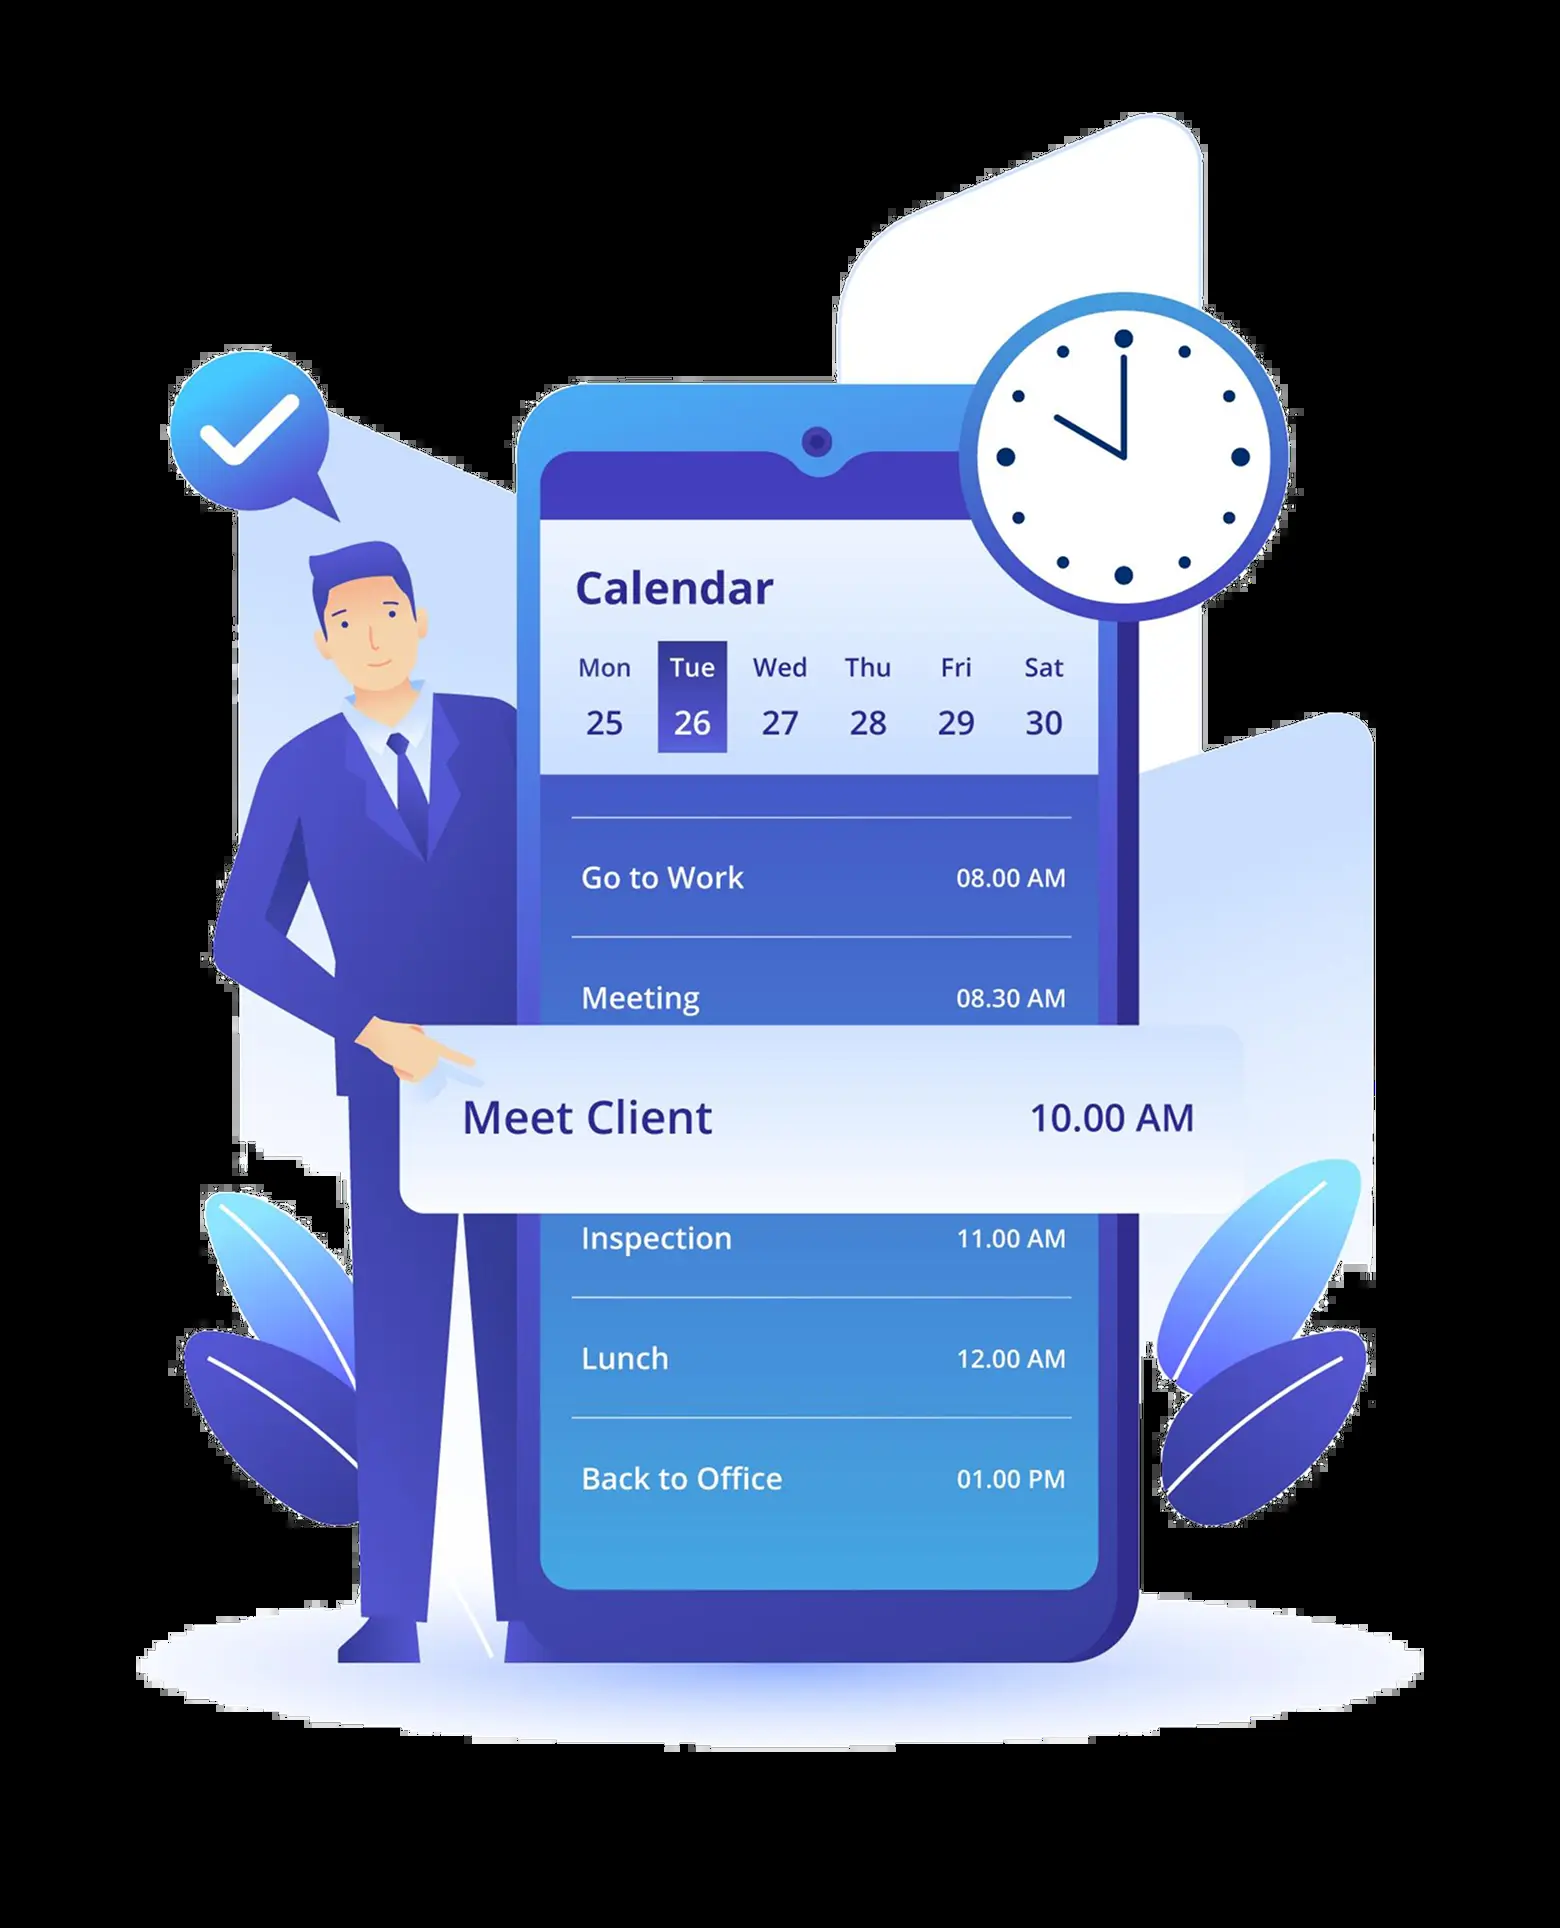 Calendar
Mon Tue Wed Thu Fri Sat
25 26 27 28 29 30
Go to Work 08.00 AM
Meeting 08.30 AM
Meet Client 10.00 AM
Inspection 11.00 AM
Lunch 12.00 AM
Back to Office 01.00 PM